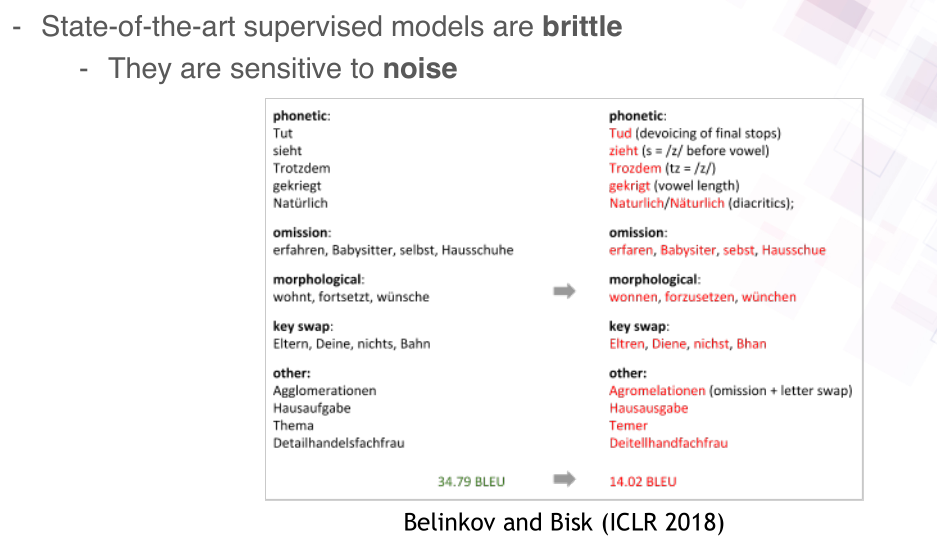 - State-of-the-art supervised models are brittle
- They are sensitive to noise
phonetic:
Tut
sieht
Trotzdem
gekriegt
Natürlich
omission:
erfahren, Babysitter, selbst, Hausschuhe
morphological:
wohnt, fortsetzt, wünsche
key swap:
Eltern, Deine, nichts, Bahn
other:
Agglomerationen
Hausaufgabe
Thema
Detailhandelsfachfrau
34.79 BLEU
phonetic:
Tud (devoicing of final stops)
zieht (s = /z/ before vowel)
Trozdem (tz = /z/)
gekrigt (vowel length)
Naturlich/Näturlich (diacritics);
omission:
erfaren, Babysiter, sebst, Hausschue
morphological:
wonnen, forzusetzen, wünchen
key swap:
Eltren, Diene, nichst, Bhan
other:
Agromelationen (omission + letter swap)
Hausausgabe
Temer
Deitellhandfachfrau
14.02 BLEU
Belinkov and Bisk (ICLR 2018)